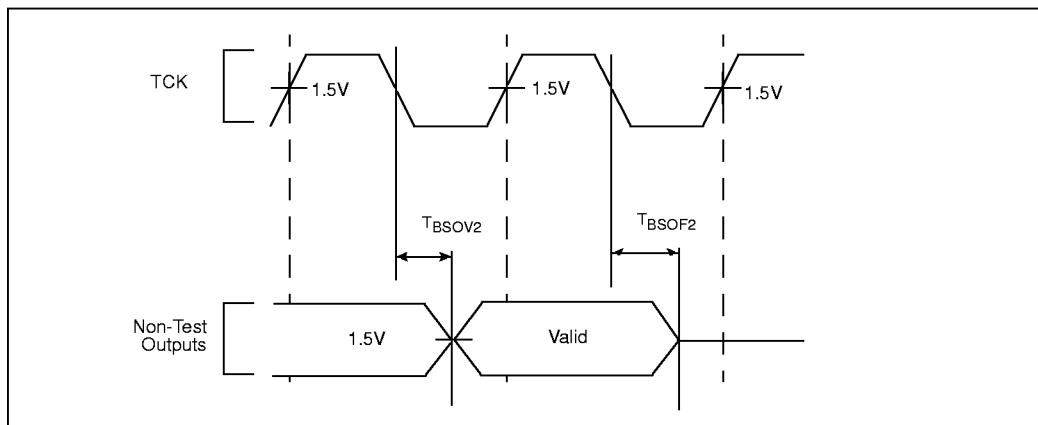 TCK
1.5V
1.5V
1.5V
TBSOV2
TBSOF2
Non-Test
Outputs
1.5V
Valid